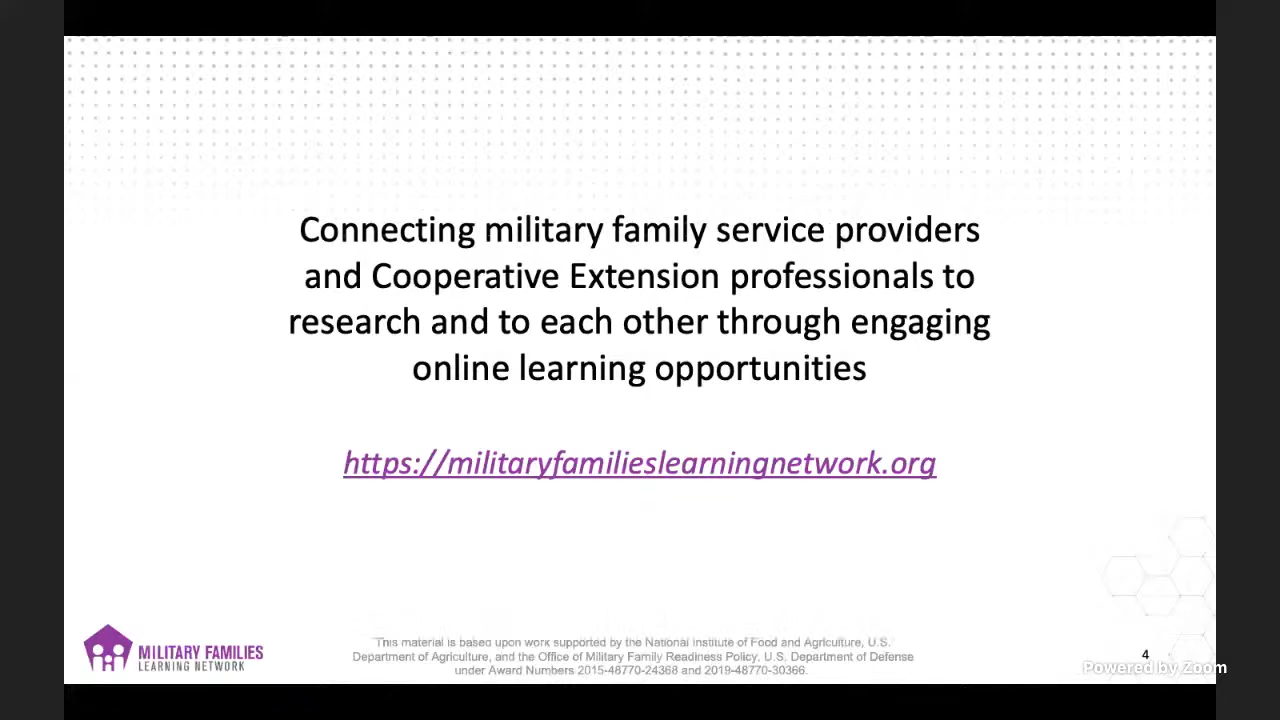 Connecting military family service providers
and Cooperative Extension professionals to
research and to each other through engaging
online learning opportunities
https://militaryfamilieslearningnetwork.org
MILITARY FAMILIES
LEARNING NETWORK
This material is based upon work supported by the National Institute of Food and Agriculture, U.S.
Department of Agriculture, and the Office of Military Family Readiness Policy, U.S. Department of Defense
under Award Numbers 2015-48770-24368 and 2019-48770-30366.
4
Powered by Zoom